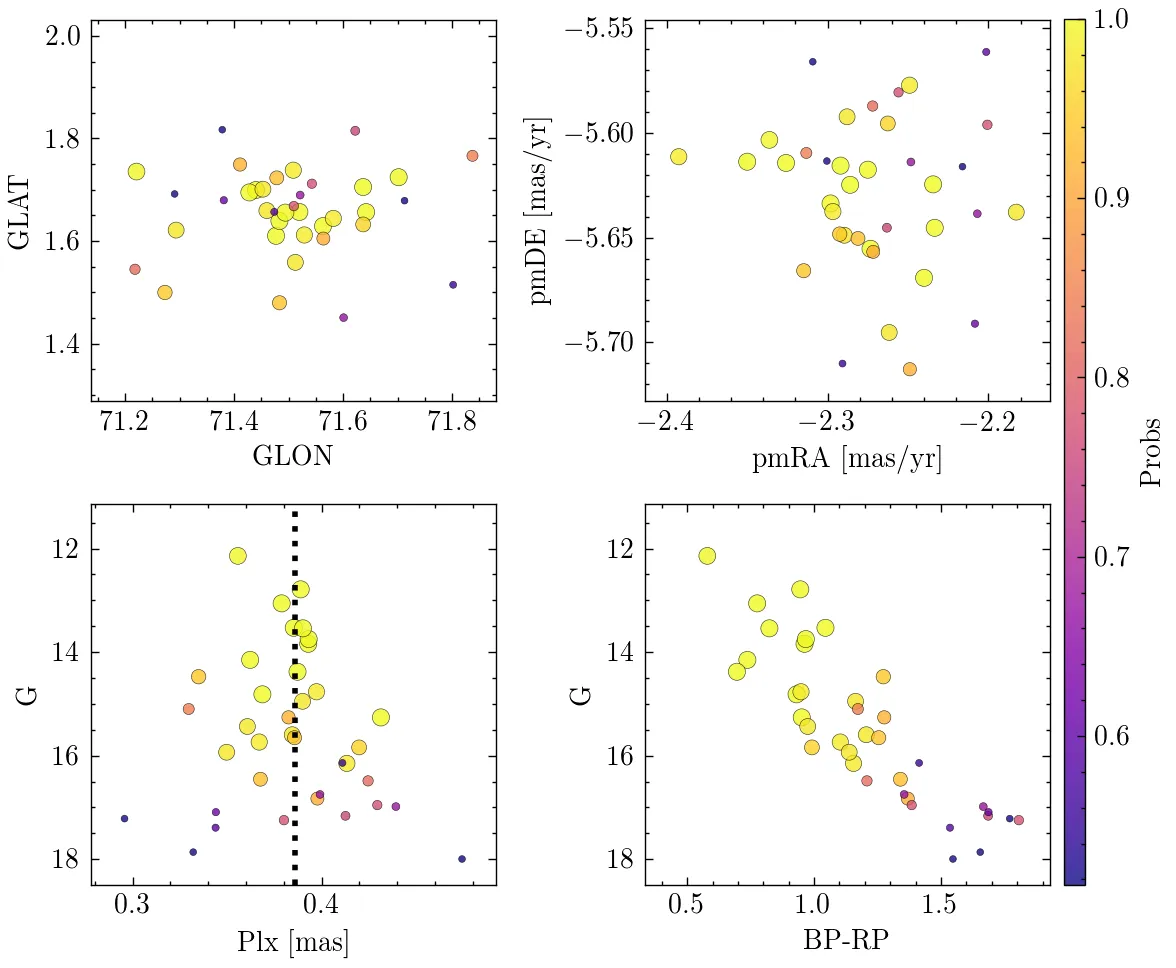 2.0
1.8
1.6
1.4
GLAT
71.2 71.4 71.6 71.8
GLON
−5.55
−5.60
−5.65
−5.70
pmDE [mas/yr]
−2.4 −2.3 −2.2
pmRA [mas/yr]
12
14
16
18
G
0.3 0.4
Plx [mas]
12
14
16
18
G
0.5 1.0 1.5
BP-RP
1.0
0.9
0.8
0.7
0.6
Probs